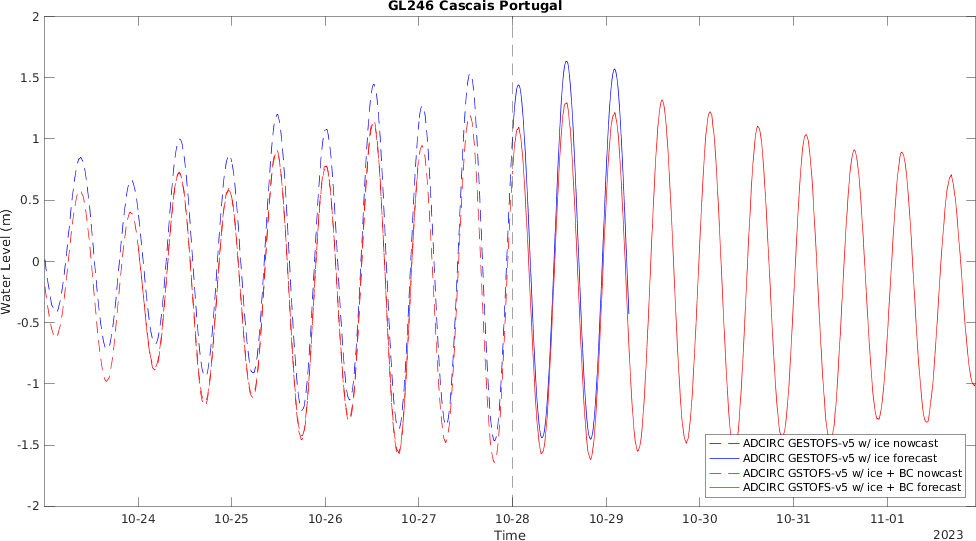 GL246 Cascais Portugal
2
1.5
1
0.5
0
-0.5
-1
-1.5
-2
Water Level (m)
ADCIRC GESTOFS-v5 w/ ice nowcast
ADCIRC GESTOFS-v5 w/ ice forecast
ADCIRC GSTOFS-v5 w/ ice + BC nowcast
ADCIRC GSTOFS-v5 w/ ice + BC forecast
10-24 10-25 10-26 10-27 10-28 10-29 10-30 10-31 11-01
Time
2023